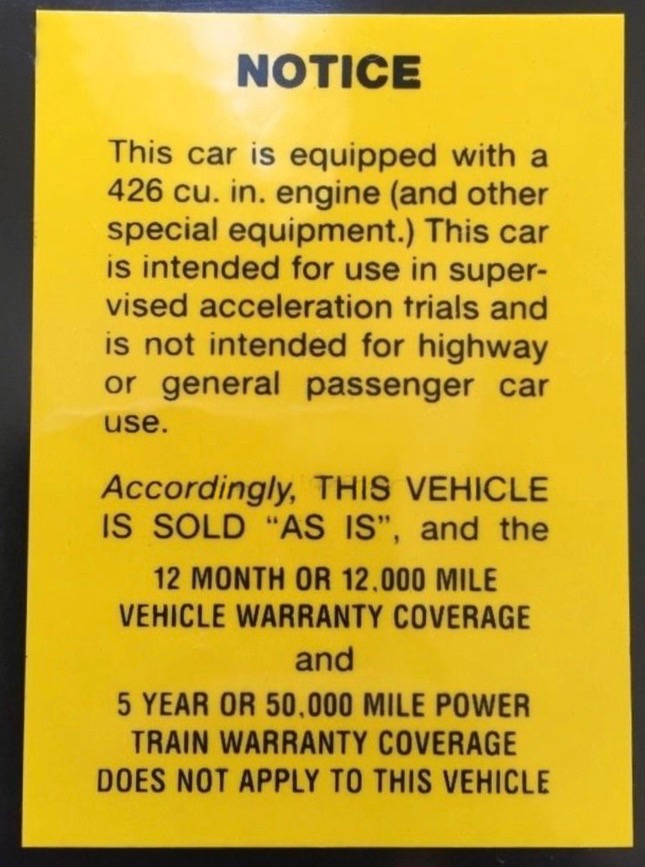 NOTICE
This car is equipped with a
426 cu. in. engine (and other
special equipment.) This car
is intended for use in super-
vised acceleration trials and
is not intended for highway
or general passenger car
use.
Accordingly, THIS VEHICLE
IS SOLD “AS IS”, and the
12 MONTH OR 12,000 MILE
VEHICLE WARRANTY COVERAGE
and
5 YEAR OR 50,000 MILE POWER
TRAIN WARRANTY COVERAGE
DOES NOT APPLY TO THIS VEHICLE